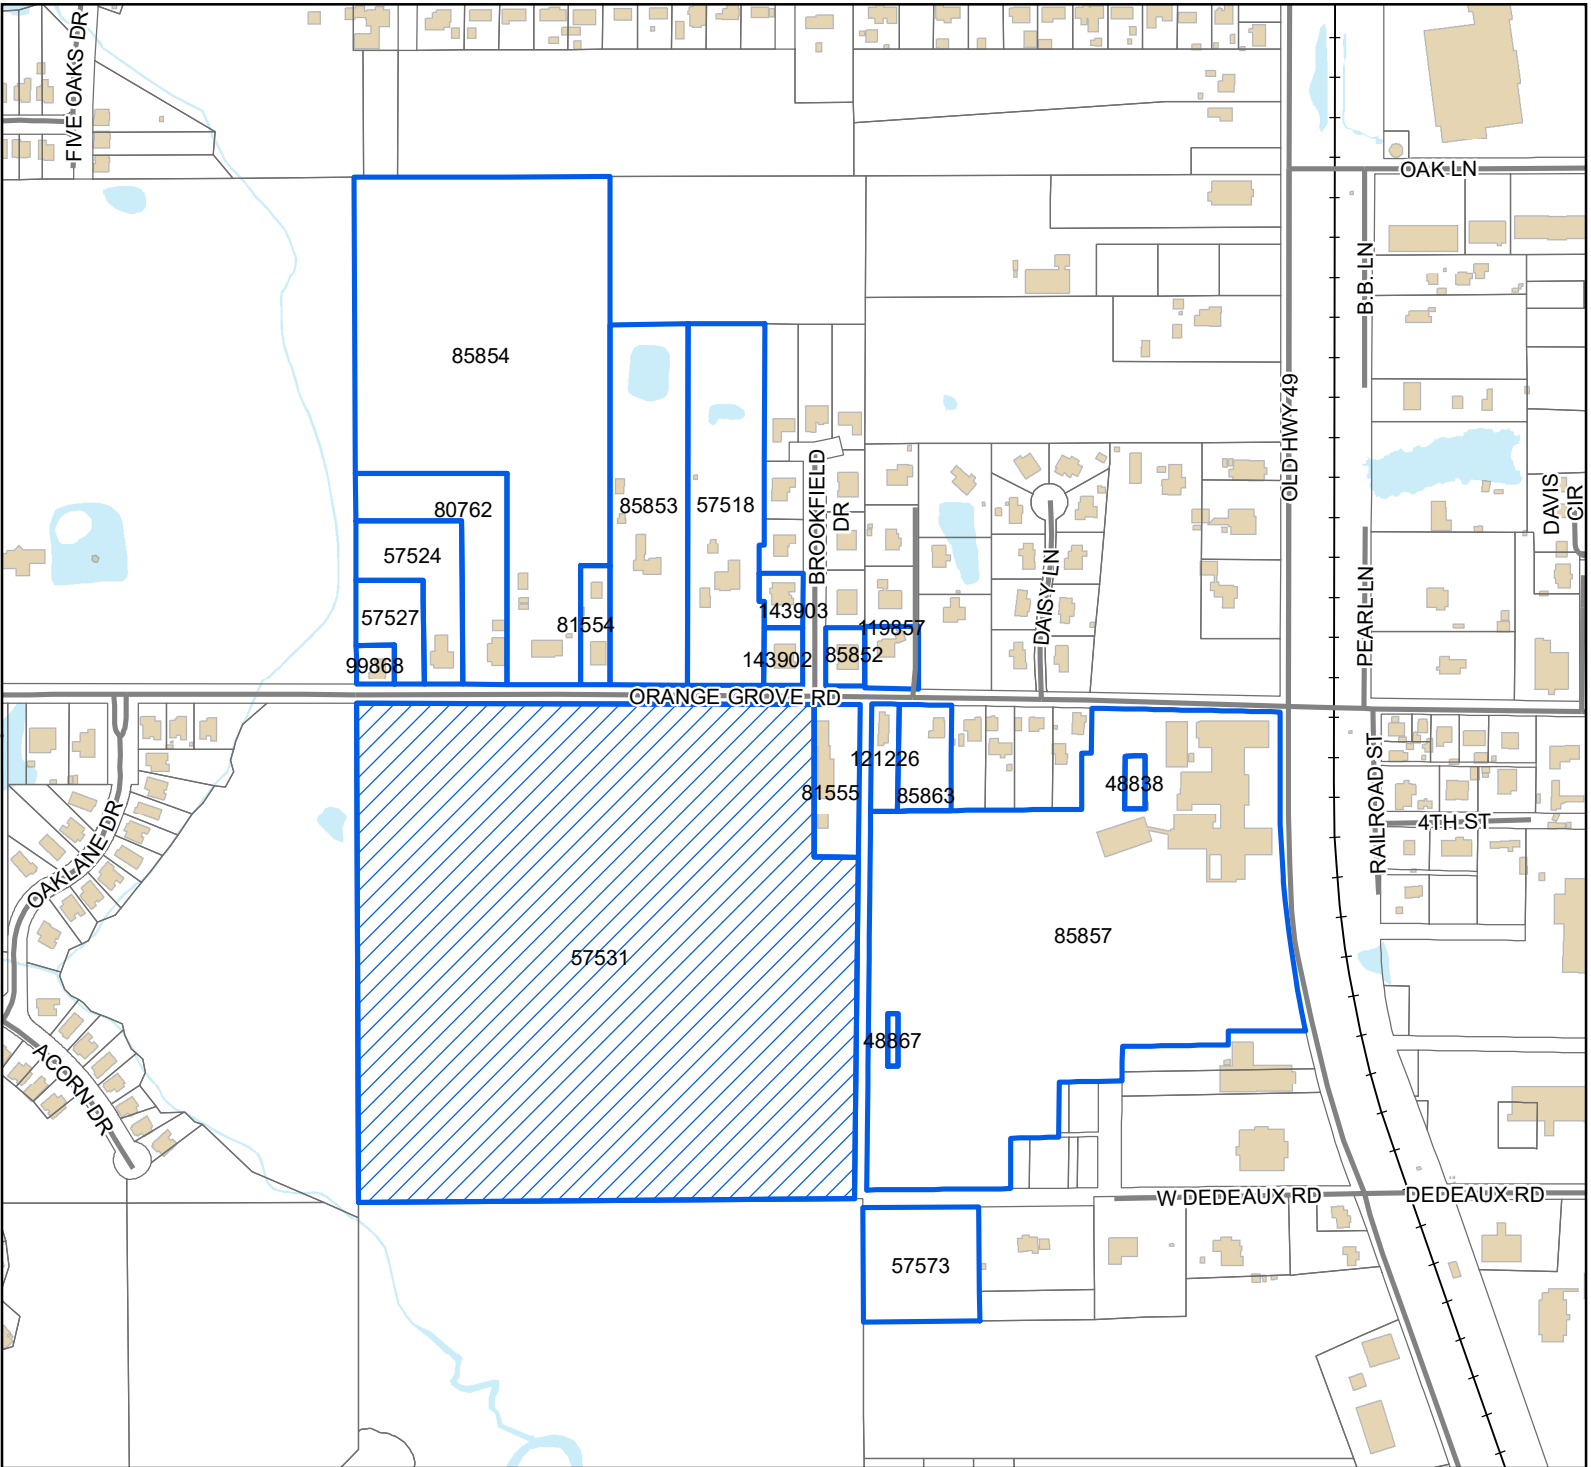 FIVE OAKS DR
OAK LN
B.B. LN
85854
OLD HWY 49
80762
85853
57518
BROOKFIELD
DR
DAVIS
CIR
57524
57527
81554
143903
119857
DAISY LN
PEARL LN
99868
143902
85852
ORANGE GROVE RD
121226
81555
85863
48838
RAILROAD ST
4TH ST
OAKLANE DR
85857
57531
48867
ACORN DR
W DEDEAUX RD
DEDEAUX RD
57573